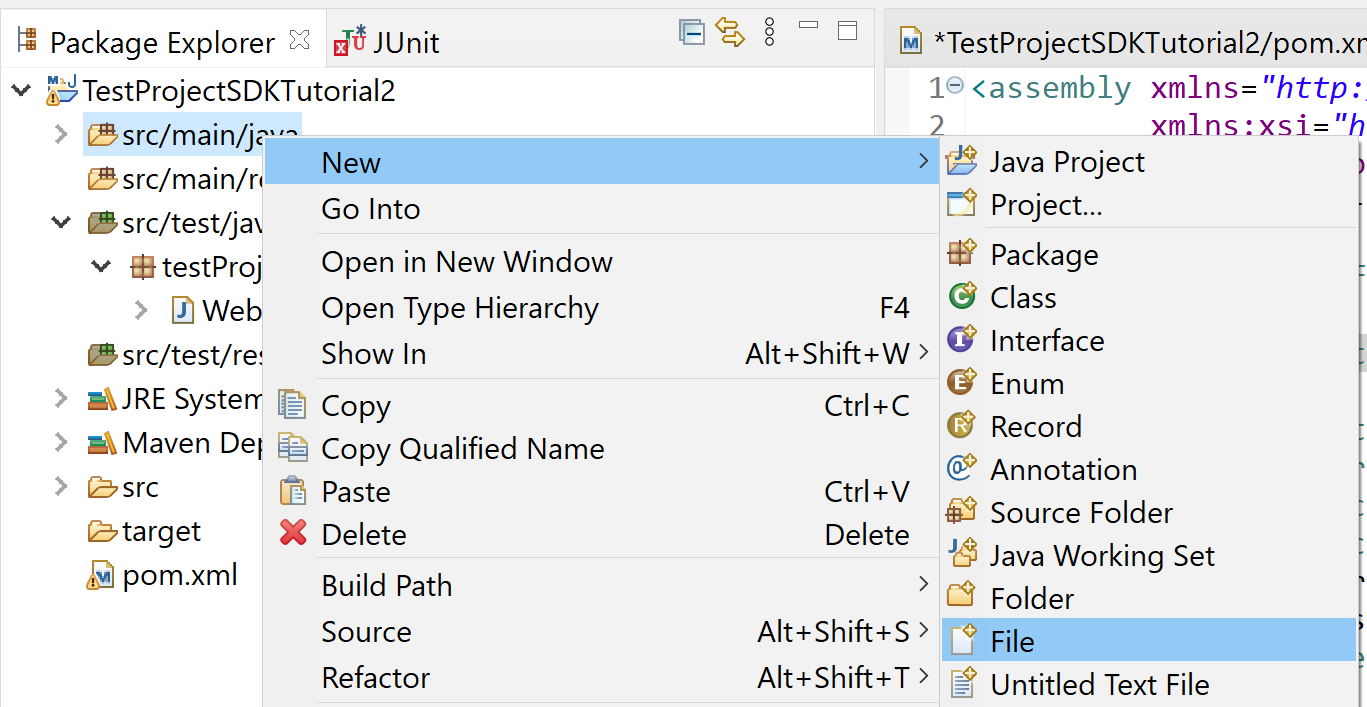 Package Explorer
JUnit
*TestProjectSDKTutorial2/pom.xm
TestProjectSDKTutorial2
src/main/java
src/main/re
src/test/jav
testProj
Web
src/test/res
JRE System
Maven Dep
src
target
pom.xml
1 <assembly xmlns="http:
2 xmlns:xsi="h
New
Go Into
Open in New Window
Open Type Hierarchy F4
Show In Alt+Shift+W
Copy Ctrl+C
Copy Qualified Name
Paste Ctrl+V
Delete Delete
Build Path
Source Alt+Shift+S
Refactor Alt+Shift+T
Java Project
Project...
Package
Class
Interface
Enum
Record
Annotation
Source Folder
Java Working Set
Folder
File
Untitled Text File